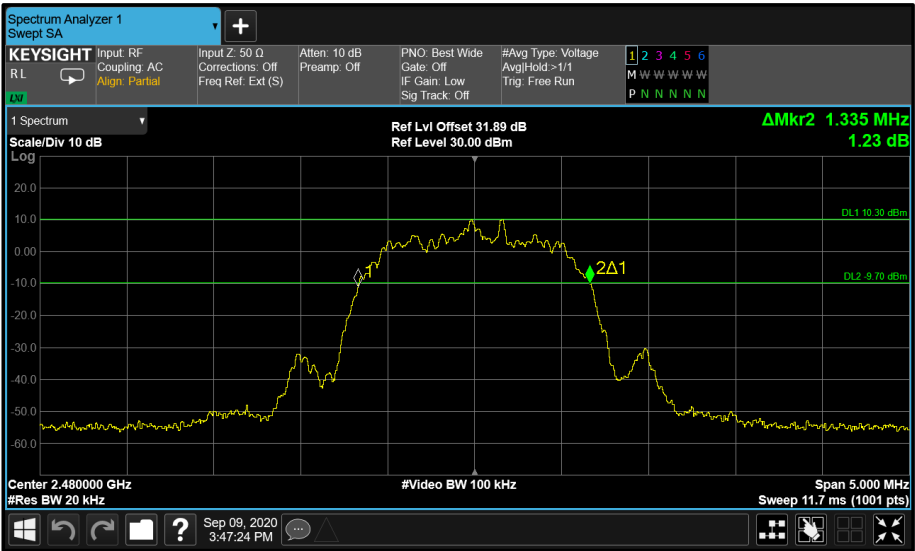 Spectrum Analyzer 1
Swept SA
+
KEYSIGHT
RL
LXI
Input: RF
Coupling: AC
Align: Partial
Input Z: 50 Ω
Corrections: Off
Freq Ref: Ext (S)
Atten: 10 dB
Preamp: Off
PNO: Best Wide
Gate: Off
IF Gain: Low
Sig Track: Off
#Avg Type: Voltage
Avg|Hold:>1/1
Trig: Free Run
1 2 3 4 5 6
M W W W W W
P N N N N N
1 Spectrum
Scale/Div 10 dB
Ref Lvl Offset 31.89 dB
Ref Level 30.00 dBm
ΔMkr2 1.335 MHz
1.23 dB
Log
20.0
10.0
0.00
-10.0
-20.0
-30.0
-40.0
-50.0
-60.0
DL1 10.30 dBm
1
2Δ1
DL2 -9.70 dBm
Center 2.480000 GHz
#Res BW 20 kHz
#Video BW 100 kHz
Span 5.000 MHz
Sweep 11.7 ms (1001 pts)
?
Sep 09, 2020
3:47:24 PM